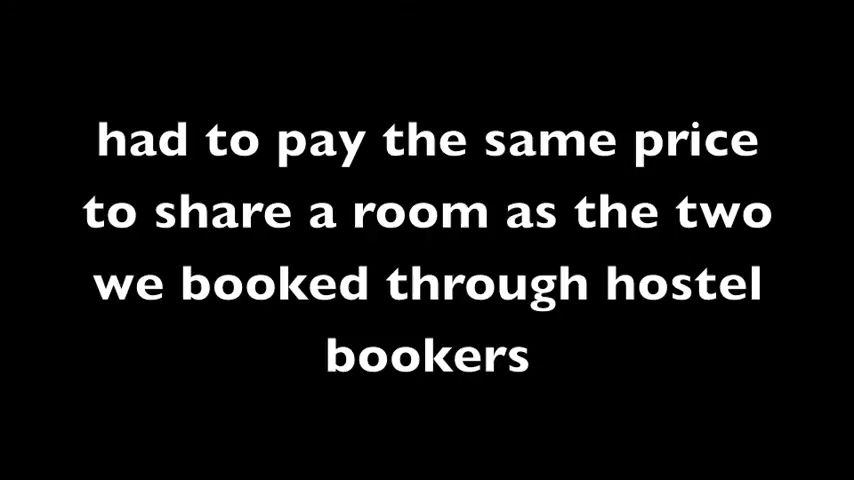 had to pay the same price
to share a room as the two
we booked through hostel
bookers